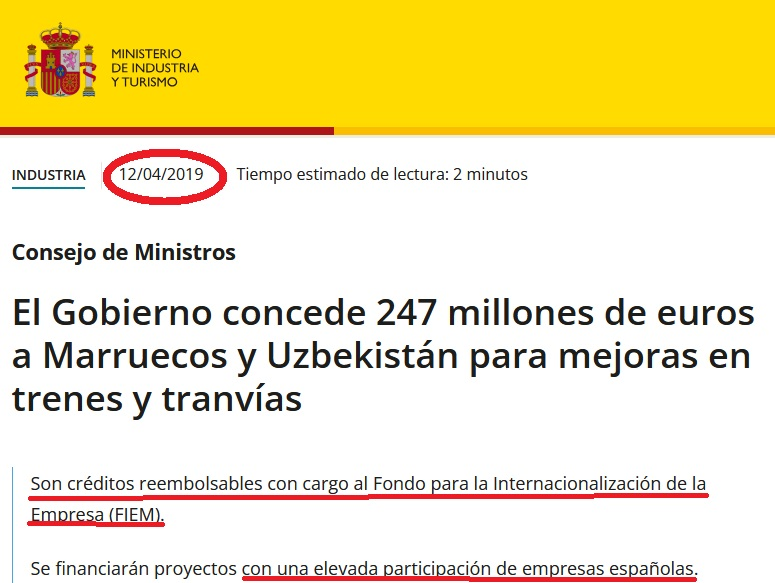 MINISTERIO
DE INDUSTRIA
Y TURISMO
INDUSTRIA 12/04/2019 Tiempo estimado de lectura: 2 minutos
Consejo de Ministros
El Gobierno concede 247 millones de euros
a Marruecos y Uzbekistán para mejoras en
trenes y tranvías
Son créditos reembolsables con cargo al Fondo para la Internacionalización de la
Empresa (FIEM).
Se financiarán proyectos con una elevada participación de empresas españolas.